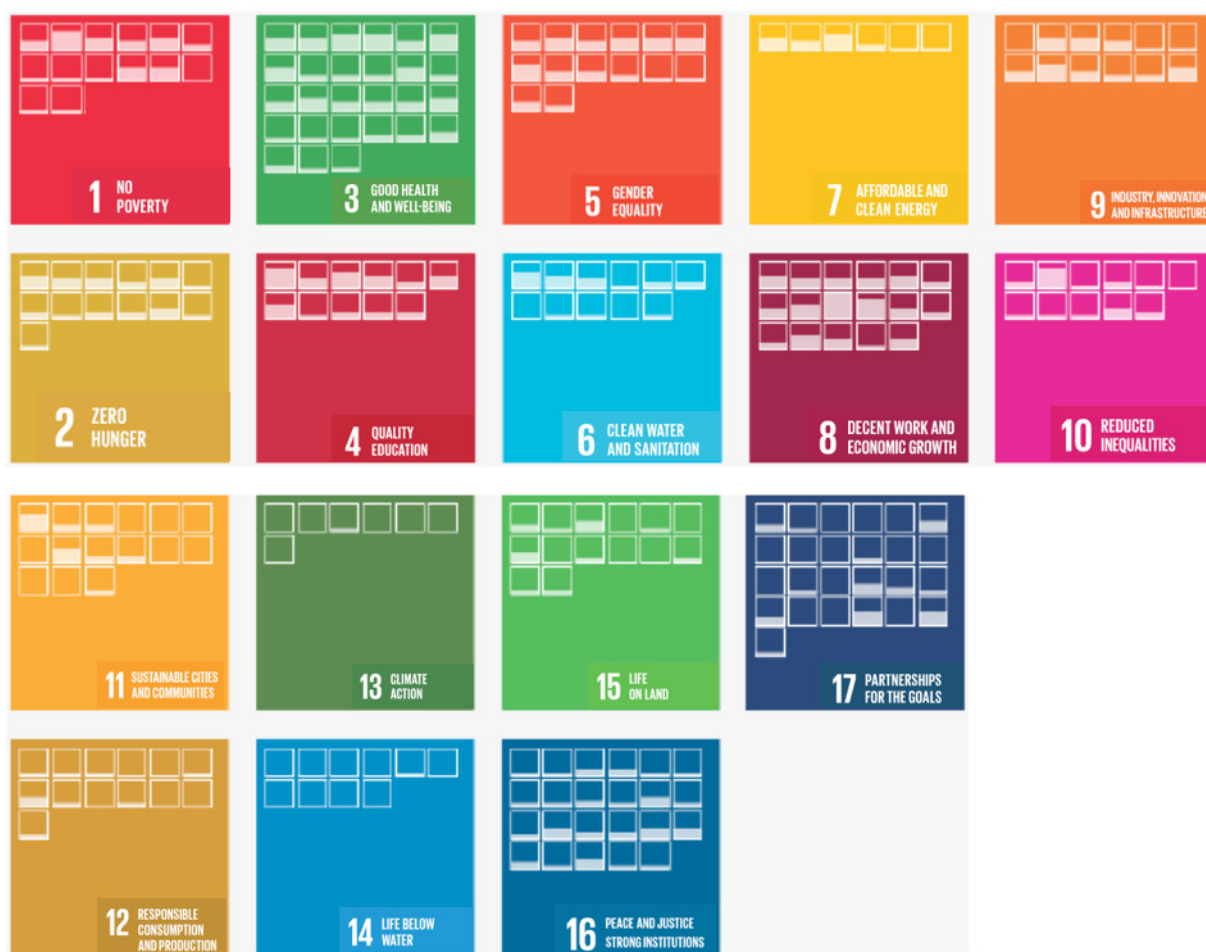 1 NO
POVERTY
3 GOOD HEALTH
AND WELL-BEING
5 GENDER
EQUALITY
7 AFFORDABLE AND
CLEAN ENERGY
9 INDUSTRY, INNOVATION
AND INFRASTRUCTURE
2 ZERO
HUNGER
4 QUALITY
EDUCATION
6 CLEAN WATER
AND SANITATION
8 DECENT WORK AND
ECONOMIC GROWTH
10 REDUCED
INEQUALITIES
11 SUSTAINABLE CITIES
AND COMMUNITIES
13 CLIMATE
ACTION
15 LIFE
ON LAND
17 PARTNERSHIPS
FOR THE GOALS
12 RESPONSIBLE
CONSUMPTION
AND PRODUCTION
14 LIFE BELOW
WATER
16 PEACE AND JUSTICE
STRONG INSTITUTIONS